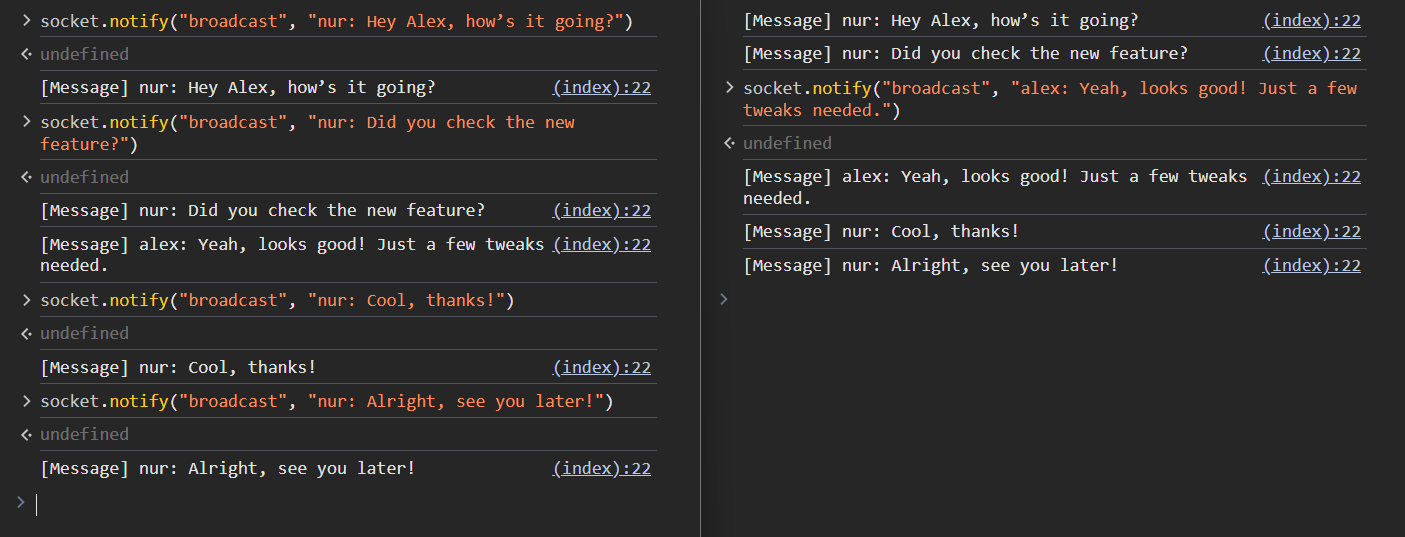 socket.notify("broadcast", "nur: Hey Alex, how’s it going?")
undefined
[Message] nur: Hey Alex, how’s it going? (index):22
socket.notify("broadcast", "nur: Did you check the new
feature?")
undefined
[Message] nur: Did you check the new feature? (index):22
[Message] alex: Yeah, looks good! Just a few tweaks (index):22
needed.
socket.notify("broadcast", "nur: Cool, thanks!")
undefined
[Message] nur: Cool, thanks! (index):22
socket.notify("broadcast", "nur: Alright, see you later!")
undefined
[Message] nur: Alright, see you later! (index):22
[Message] nur: Hey Alex, how’s it going? (index):22
[Message] nur: Did you check the new feature? (index):22
socket.notify("broadcast", "alex: Yeah, looks good! Just a few
tweaks needed.")
undefined
[Message] alex: Yeah, looks good! Just a few tweaks (index):22
needed.
[Message] nur: Cool, thanks! (index):22
[Message] nur: Alright, see you later! (index):22